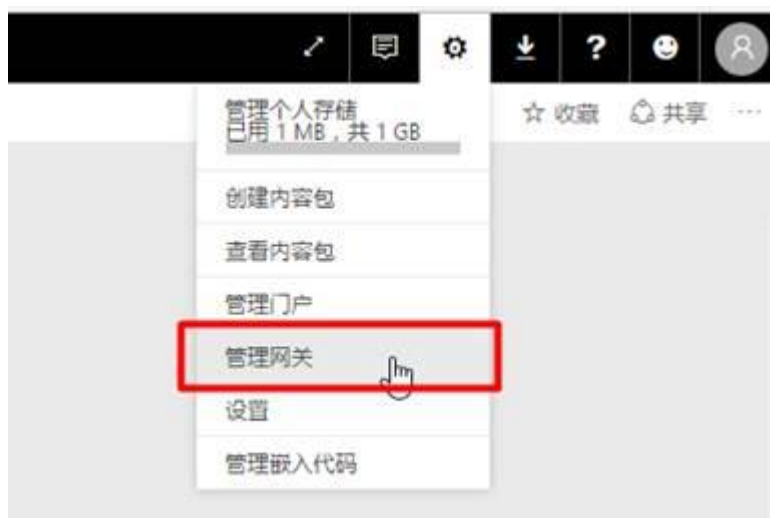 ?
管理个人存储
已用 1 MB，共 1 GB
☆ 收藏 共享 ···
创建内容包
查看内容包
管理门户
管理网关
设置
管理嵌入代码